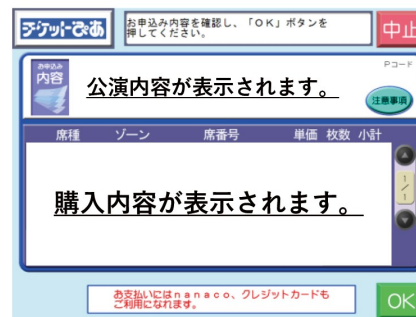 チケットぴあ
お申込み内容を確認し、「OK」ボタンを
押してください。
中止
お申込み
内容
公演内容が表示されます。
Pコード
注意事項
席種 ゾーン 席番号 単価 枚数 小計
購入内容が表示されます。
1/1
お支払いにはnanaco、クレジットカードも
ご利用になれます。
OK